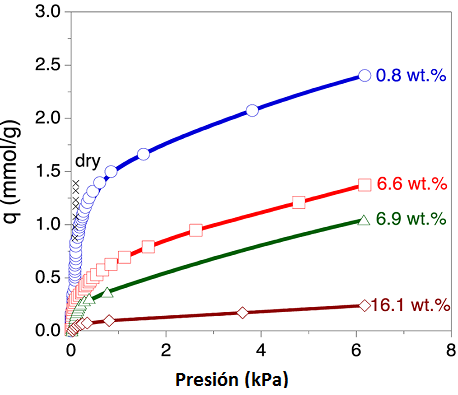 3.0
2.5
2.0
1.5
1.0
0.5
0.0
q (mmol/g)
dry
0.8 wt.%
6.6 wt.%
6.9 wt.%
16.1 wt.%
0 2 4 6 8
Presión (kPa)